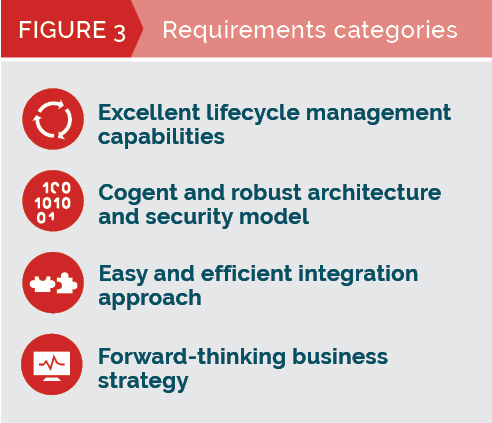 FIGURE 3 Requirements categories
Excellent lifecycle management
capabilities
100
1010
01
Cogent and robust architecture
and security model
Easy and efficient integration
approach
Forward-thinking business
strategy